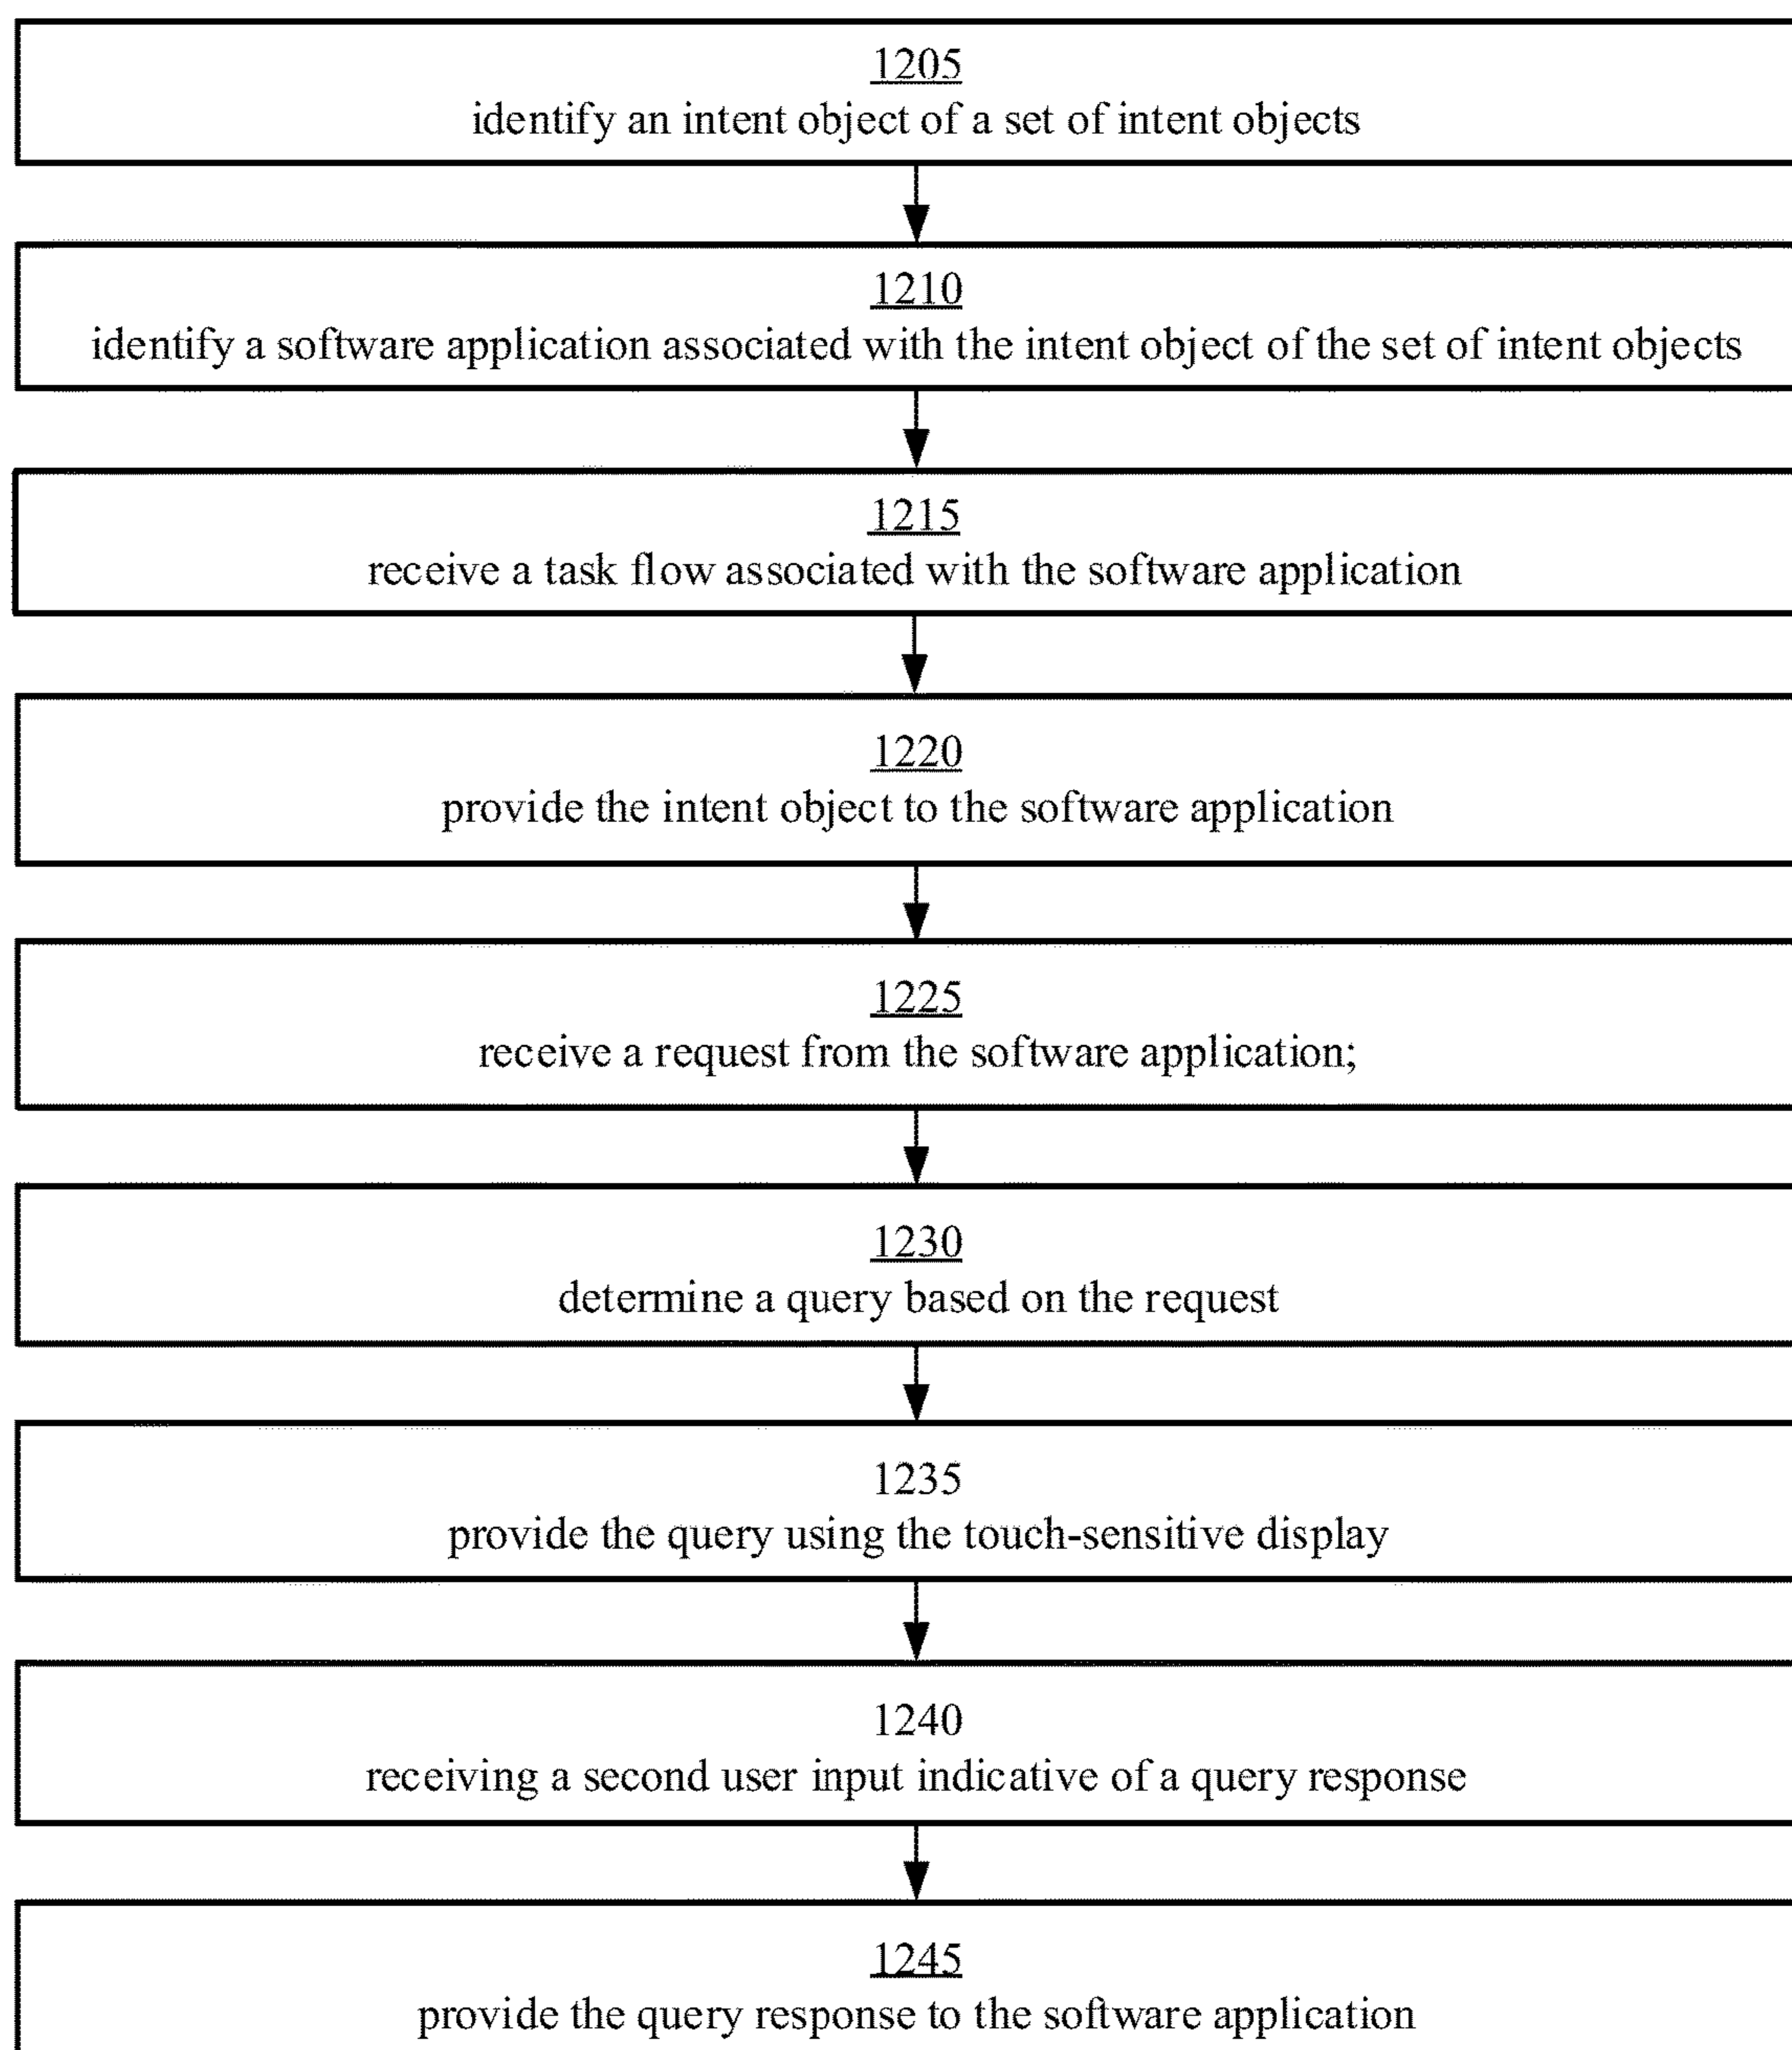 1205
identify an intent object of a set of intent objects
1210
identify a software application associated with the intent object of the set of intent objects
1215
receive a task flow associated with the software application
1220
provide the intent object to the software application
1225
receive a request from the software application;
1230
determine a query based on the request
1235
provide the query using the touch-sensitive display
1240
receiving a second user input indicative of a query response
1245
provide the query response to the software application